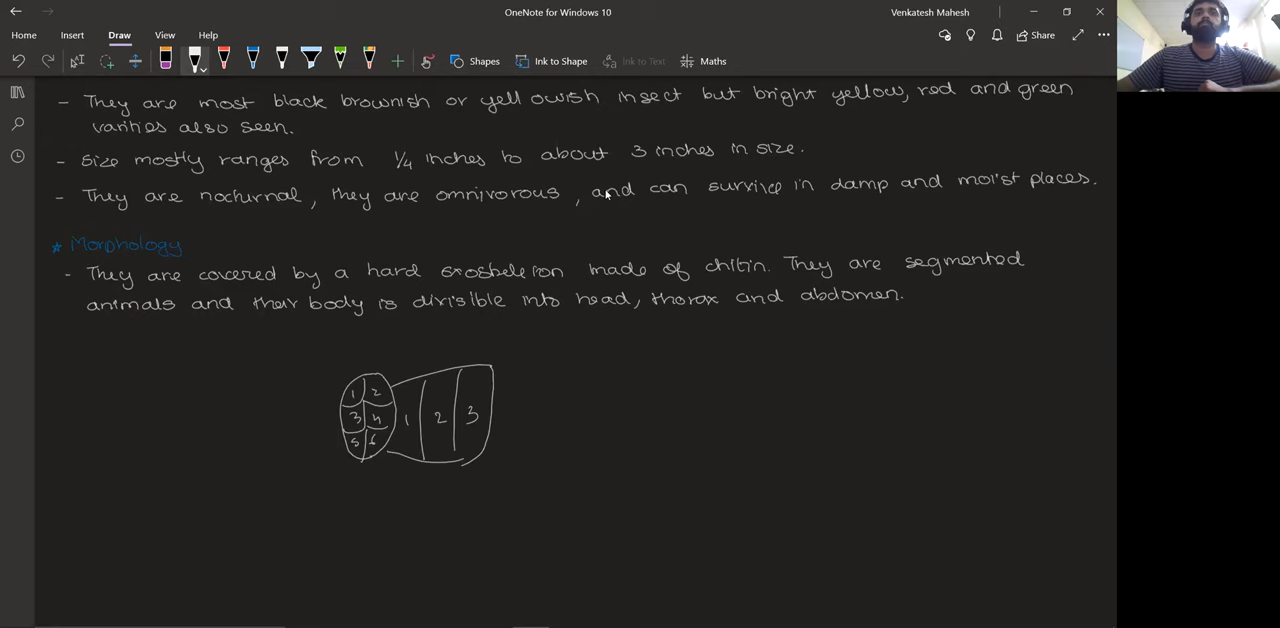 OneNote for Windows 10
Venkatesh Mahesh
Home Insert Draw View Help
Share
Shapes Ink to Shape Ink to Text Maths
- They are most black brownish or yellowish insect but bright yellow, red and green
varities also seen.
- Size mostly ranges from 1/4 inches to about 3 inches in size.
- They are nocturnal, they are omnivorous, and can survive in damp and moist places.
* Morphology
- They are covered by a hard exoskeleton made of chitin. They are segmented
animals and their body is divisible into head, thorax and abdomen.
1 2
3 4 1 2 3
5 6